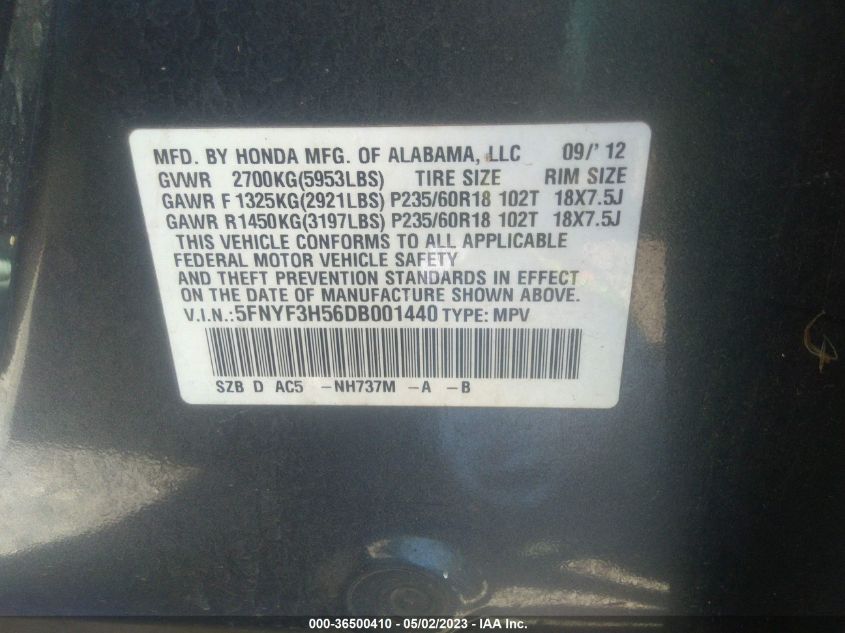 MFD. BY HONDA MFG. OF ALABAMA, LLC 09/'12
GVWR 2700KG(5953LBS) TIRE SIZE RIM SIZE
GAWR F 1325KG(2921LBS) P235/60R18 102T 18X7.5J
GAWR R1450KG(3197LBS) P235/60R18 102T 18X7.5J
THIS VEHICLE CONFORMS TO ALL APPLICABLE
FEDERAL MOTOR VEHICLE SAFETY
AND THEFT PREVENTION STANDARDS IN EFFECT
ON THE DATE OF MANUFACTURE SHOWN ABOVE.
V.I.N.:5FNYF3H56DB001440 TYPE: MPV
SZB D AC5 -NH737M -A -B
000-36500410 - 05/02/2023 - IAA Inc.